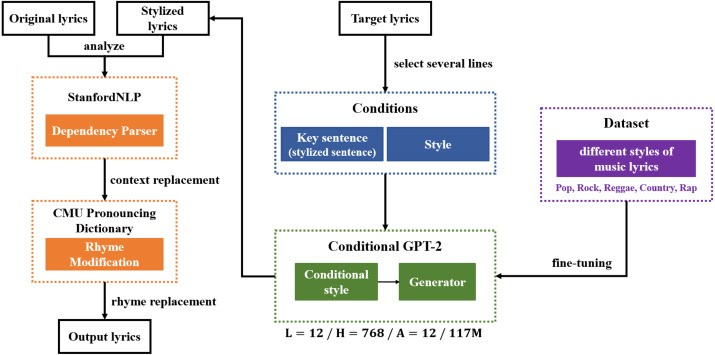 Original lyrics
Stylized
lyrics
analyze
StanfordNLP
Dependency Parser
context replacement
CMU Pronouncing
Dictionary
Rhyme
Modification
rhyme replacement
Output lyrics
Target lyrics
select several lines
Conditions
Key sentence
(stylized sentence)
Style
Conditional GPT-2
Conditional
style
Generator
L = 12 / H = 768 / A = 12 / 117M
Dataset
different styles of
music lyrics
Pop, Rock, Reggae, Country, Rap
fine-tuning